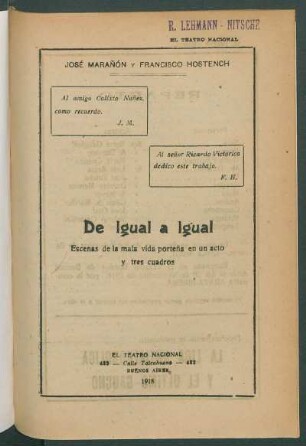 R. LEHMANN - NITSCHE
EL TEATRO NACIONAL
JOSÉ MARAÑÓN Y FRANCISCO HOSTENCH
Al amigo Calixto Núñez,
como recuerdo.
J. M.
Al señor Ricardo Victorica
dedico este trabajo.
F. H.
De Igual a Igual
Escenas de la mala vida porteña en un acto
y tres cuadros
EL TEATRO NACIONAL
Calle Talcahuano
BUENOS AIRES
1918